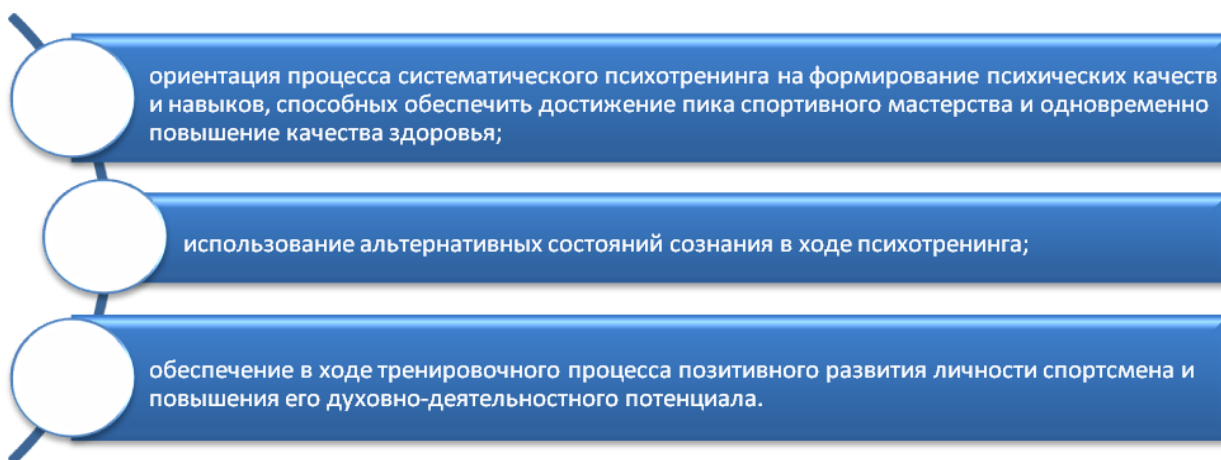 ориентация процесса систематического психотренинга на формирование психических качеств
и навыков, способных обеспечить достижение пика спортивного мастерства и одновременно
повышение качества здоровья;
использование альтернативных состояний сознания в ходе психотренинга;
обеспечение в ходе тренировочного процесса позитивного развития личности спортсмена и
повышения его духовно-деятельностного потенциала.